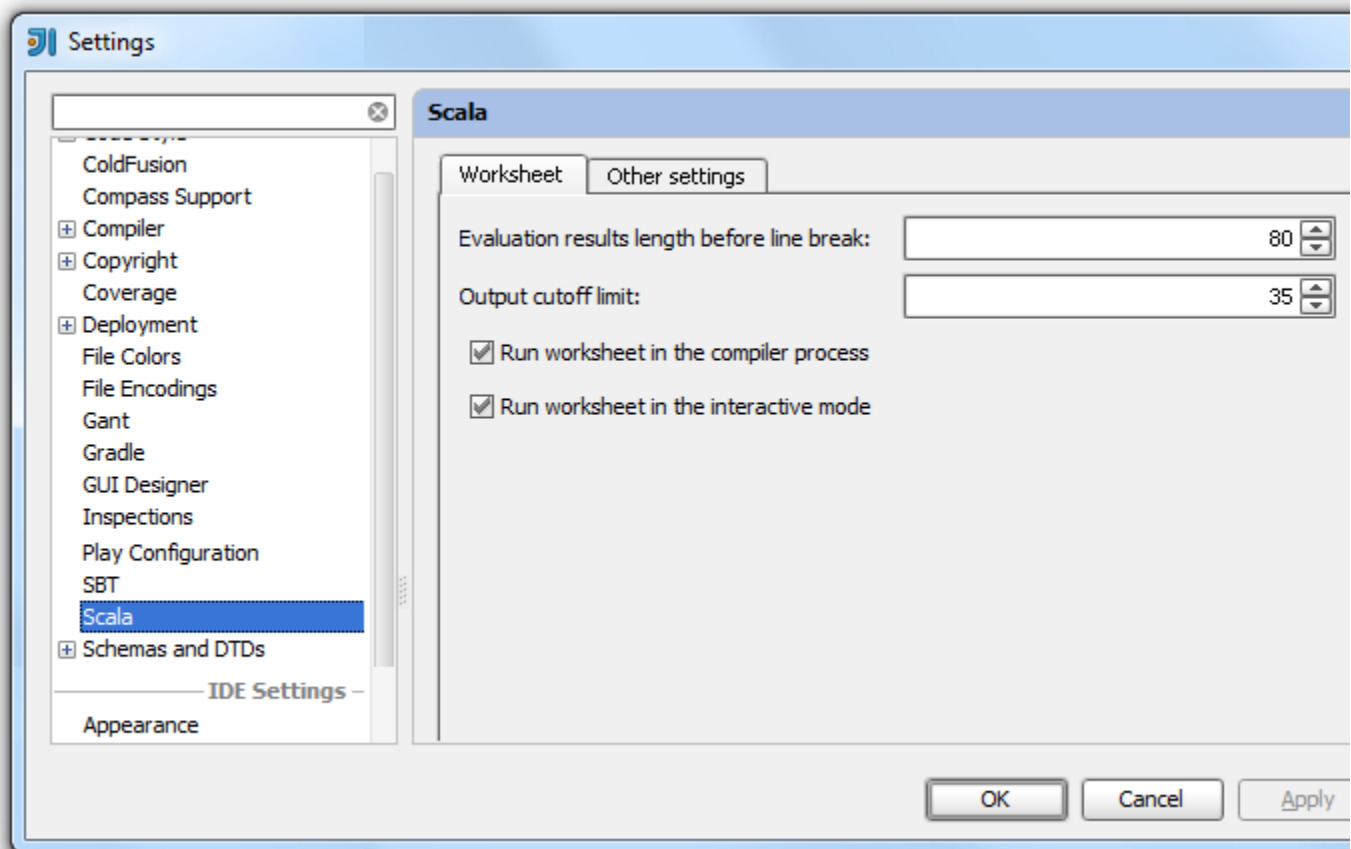 Settings
Scala
ColdFusion
Compass Support
Compiler
Copyright
Coverage
Deployment
File Colors
File Encodings
Gant
Gradle
GUI Designer
Inspections
Play Configuration
SBT
Scala
Schemas and DTDs
IDE Settings
Appearance
Worksheet
Other settings
Evaluation results length before line break:
80
Output cutoff limit:
35
Run worksheet in the compiler process
Run worksheet in the interactive mode
OK
Cancel
Apply